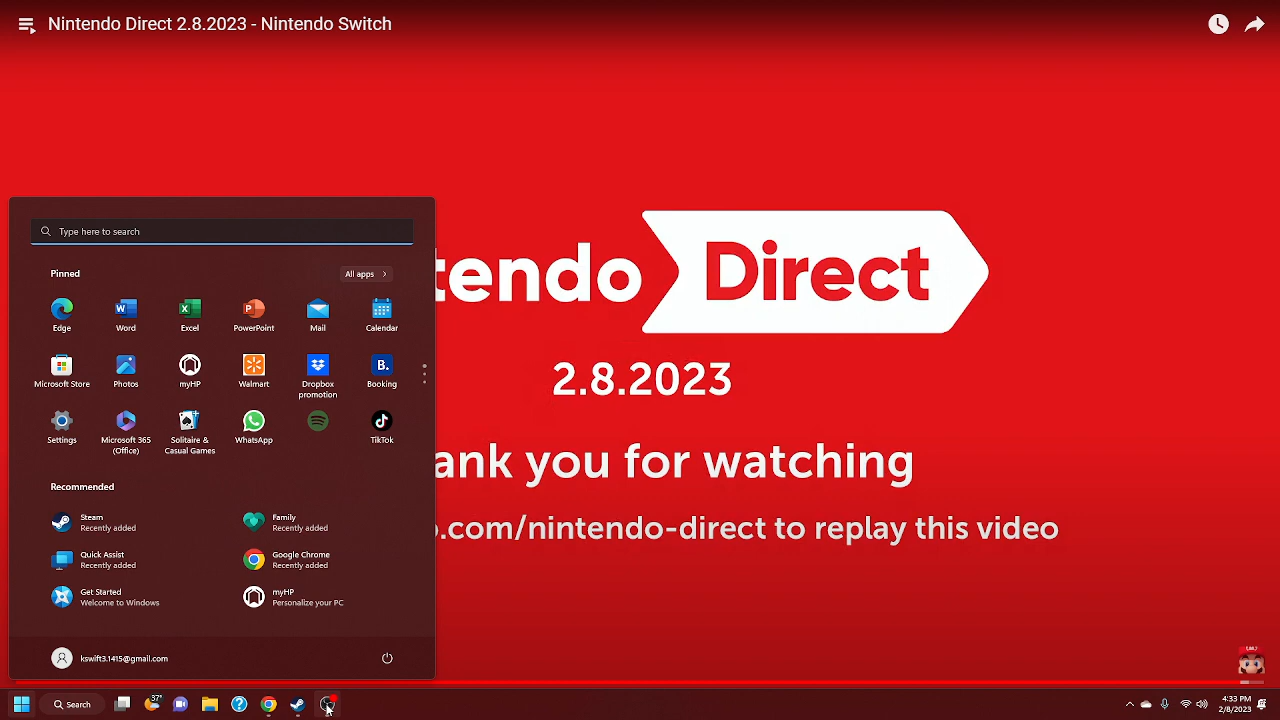 Nintendo Direct 2.8.2023 - Nintendo Switch
tendo Direct
2.8.2023
ank you for watching
.com/nintendo-direct to replay this video
Type here to search
Pinned
All apps
Edge
Word
Excel
PowerPoint
Mail
Calendar
Microsoft Store
Photos
myHP
Walmart
Dropbox
promotion
B.
Booking
Settings
Microsoft 365
(Office)
Solitaire &
Casual Games
WhatsApp
TikTok
Recommended
Steam
Recently added
Family
Recently added
Quick Assist
Recently added
Google Chrome
Recently added
Get Started
Welcome to Windows
myHP
Personalize your PC
kswift3.1415@gmail.com
Search
37°
4:33 PM
2/8/2023